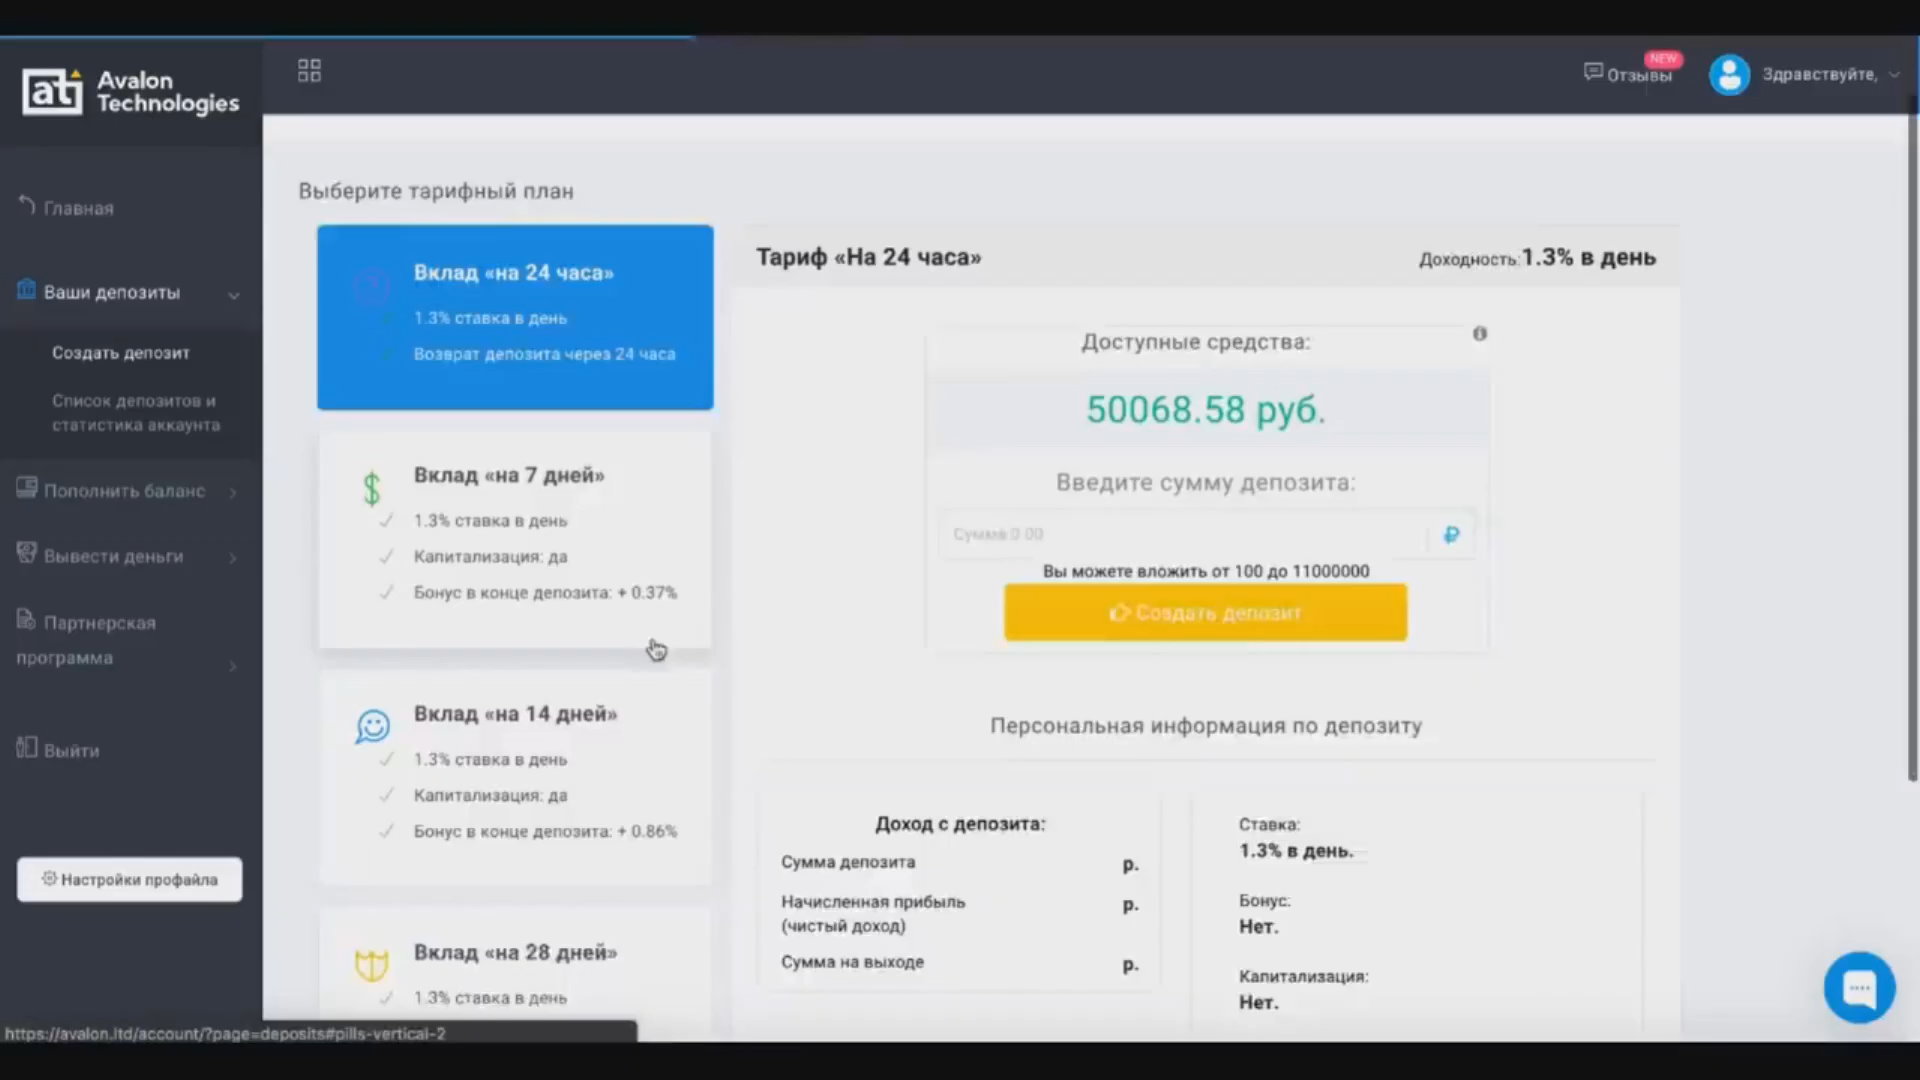 Avalon
Technologies
Отзывы
NEW
Здравствуйте,
Главная
Ваши депозиты
Создать депозит
Список депозитов и
статистика аккаунта
Пополнить баланс
Вывести деньги
Партнерская
программа
Выйти
Настройки профайла
Выберите тарифный план
Вклад «на 24 часа»
1.3% ставка в день
Возврат депозита через 24 часа
Вклад «на 7 дней»
1.3% ставка в день
Капитализация: да
Бонус в конце депозита: + 0.37%
Вклад «на 14 дней»
1.3% ставка в день
Капитализация: да
Бонус в конце депозита: + 0.86%
Вклад «на 28 дней»
1.3% ставка в день
Тариф «На 24 часа»
Доходность:1.3% в день
Доступные средства:
50068.58 руб.
Введите сумму депозита:
Сумма 0.00
₽
Вы можете вложить от 100 до 11000000
Создать депозит
Персональная информация по депозиту
Доход с депозита:
Сумма депозита р.
Начисленная прибыль р.
(чистый доход)
Сумма на выходе р.
Ставка:
1.3% в день.
Бонус:
Нет.
Капитализация:
Нет.
https://avalon.ltd/account/?page=deposits#pills-vertical-2